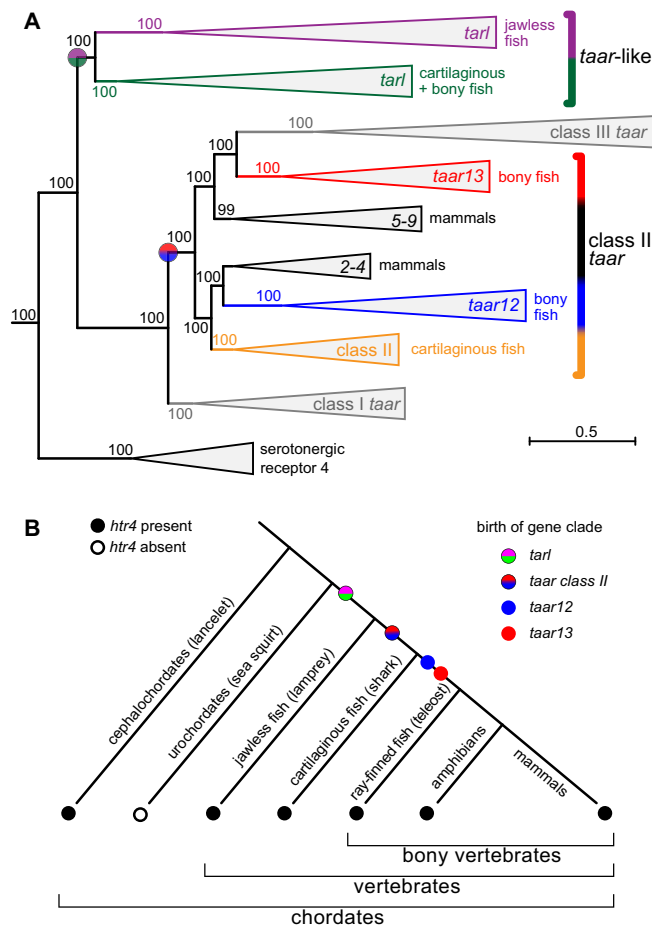 A
100
tarl
jawless
fish
100
tarl
cartilaginous
+ bony fish
100
taar-like
100
class III taar
100
100
taar13
bony fish
100
99
5-9
mammals
100
class II
taar
100
2-4
mammals
100
100
taar12
bony
fish
100
100
class II
cartilaginous fish
100
class I taar
100
0.5
100
serotonergic
receptor 4
B
htr4 present
htr4 absent
birth of gene clade
tarl
taar class II
taar12
taar13
cephalochordates (lancelet)
urochordates (sea squirt)
jawless fish (lamprey)
cartilaginous fish (shark)
ray-finned fish (teleost)
amphibians
mammals
bony vertebrates
vertebrates
chordates